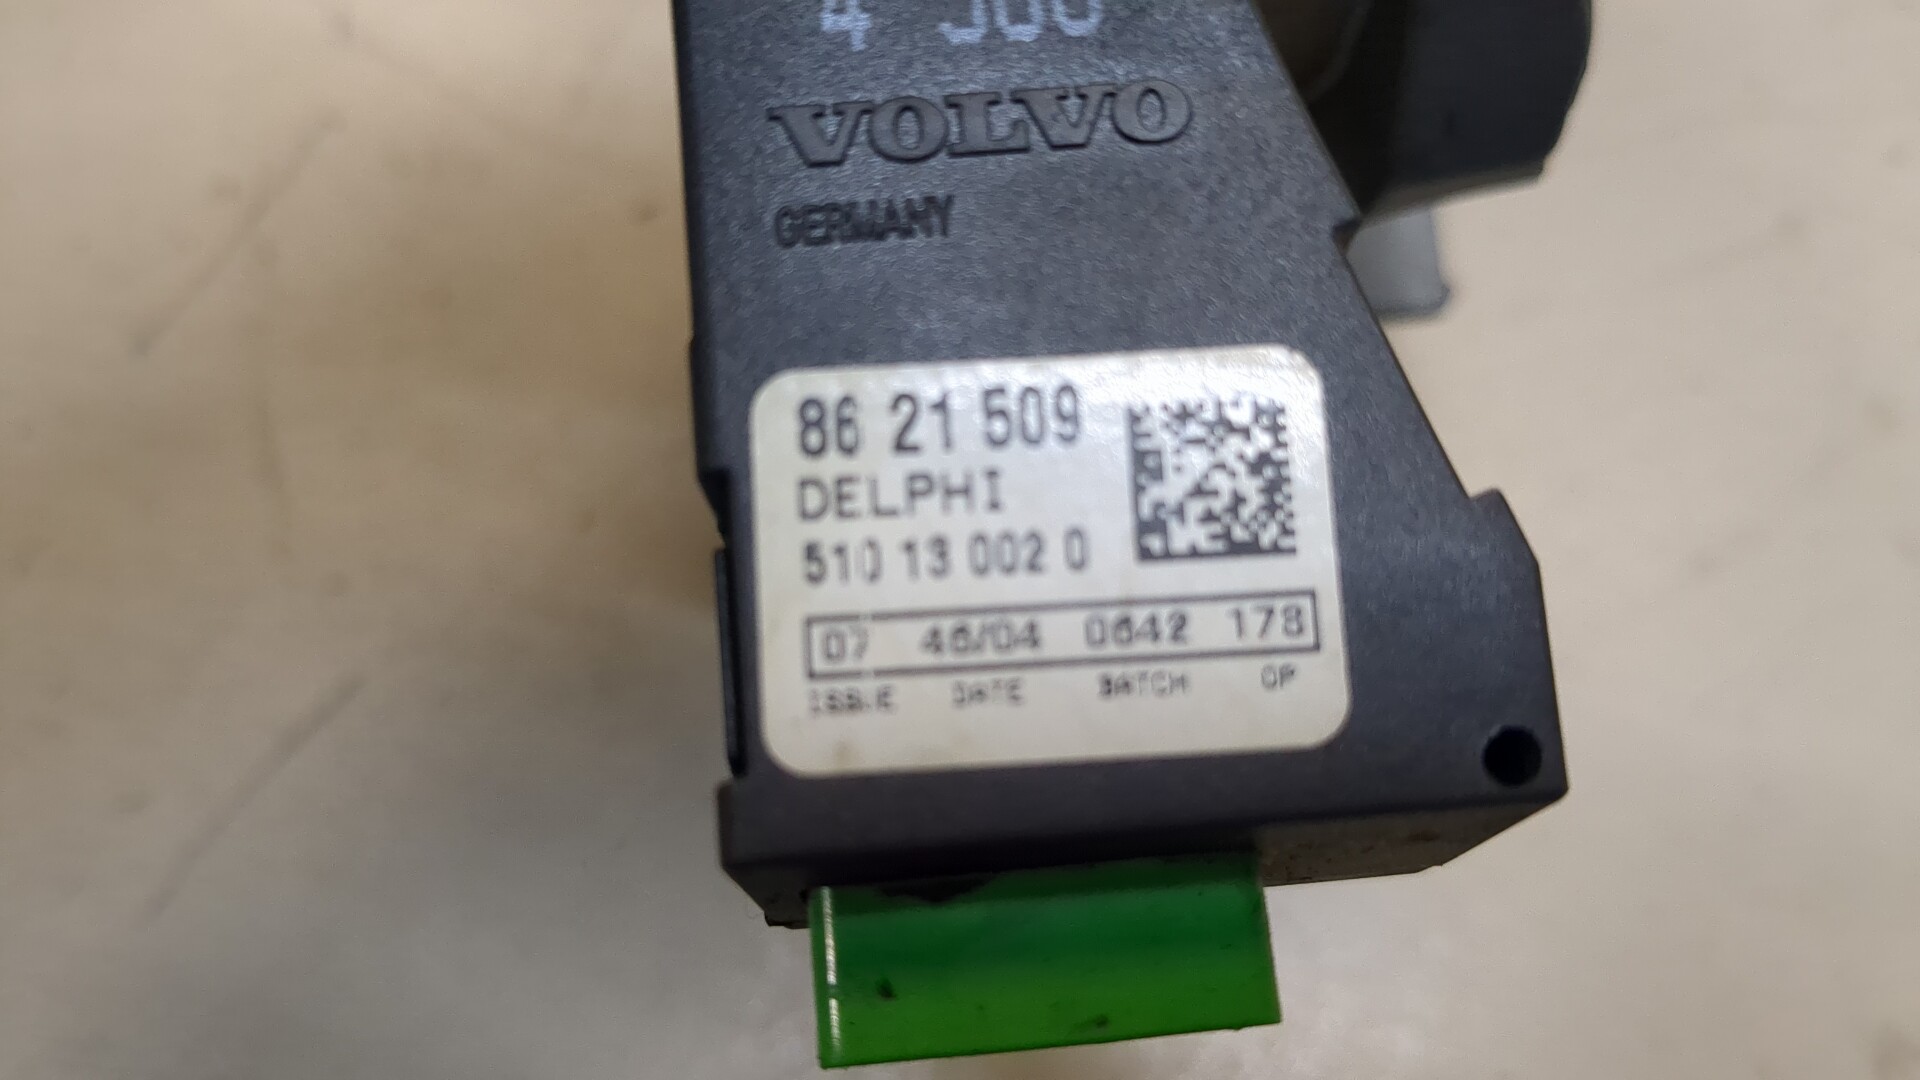 VOLVO
GERMANY
86 21 509
DELPHI
510 13 002 0
07 46/04 0642 178
ISSUE DATE BATCH OP